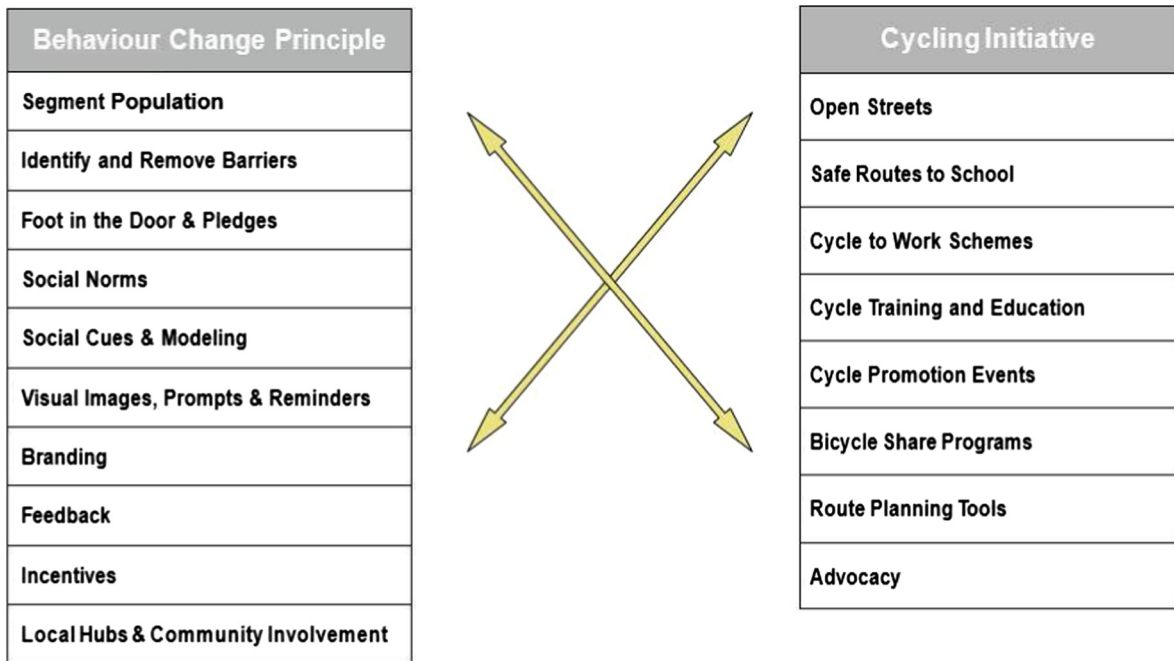 Behaviour Change Principle
Segment Population
Identify and Remove Barriers
Foot in the Door & Pledges
Social Norms
Social Cues & Modeling
Visual Images, Prompts & Reminders
Branding
Feedback
Incentives
Local Hubs & Community Involvement
Cycling Initiative
Open Streets
Safe Routes to School
Cycle to Work Schemes
Cycle Training and Education
Cycle Promotion Events
Bicycle Share Programs
Route Planning Tools
Advocacy